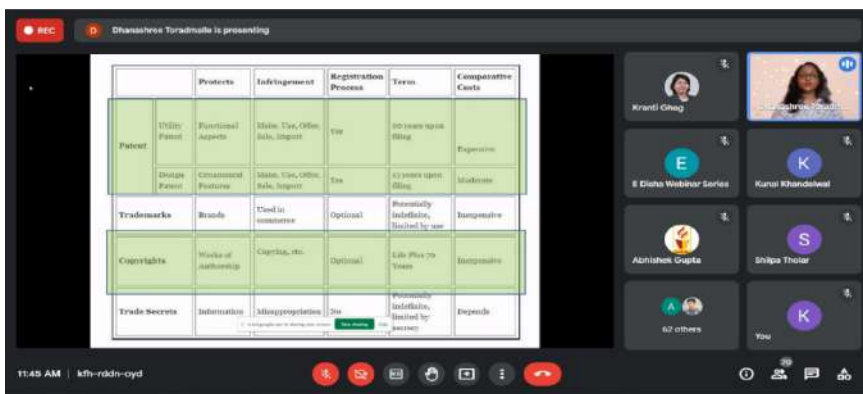 REC
D
Dhanashree Toradmalle is presenting
Protects
Infringement
Registration
Process
Term
Comparative
Costs
Patent
Utility
Patent
Functional
Aspects
Make, Use, Offer,
Sale, Import
Yes
20 years upon
filing
Expensive
Design
Patent
Ornamental
Features
Make, Use, Offer,
Sale, Import
Yes
15 years upon
filing
Moderate
Trademarks
Brands
Used in
commerce
Optional
Potentially
indefinite,
limited by use
Inexpensive
Copyrights
Works of
Authorship
Copying, etc.
Optional
Life Plus 70
Years
Inexpensive
Trade Secrets
Information
Misappropriation
No
Potentially
indefinite,
limited by
secrecy
Depends
Stop sharing
Hide
Kranti Ghag
E
E Disha Webinar Series
K
Kunal Khandelwal
Abhishek Gupta
S
Shilpa Tholar
A
62 others
K
You
11:45 AM | kfh-rddn-oyd
70